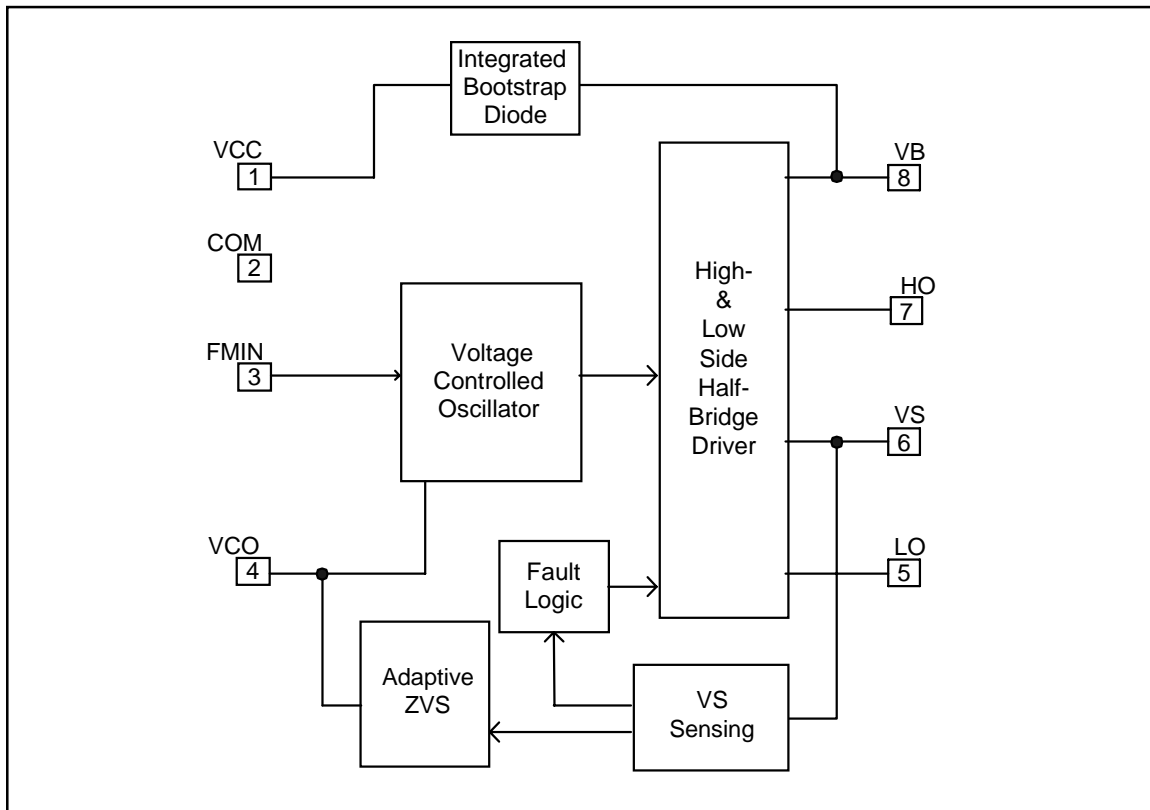 Integrated
Bootstrap
Diode
VCC
1
VB
8
COM
2
High-
&
Low
Side
Half-
Bridge
Driver
HO
7
FMIN
3
Voltage
Controlled
Oscillator
VS
6
VCO
4
Fault
Logic
LO
5
Adaptive
ZVS
VS
Sensing